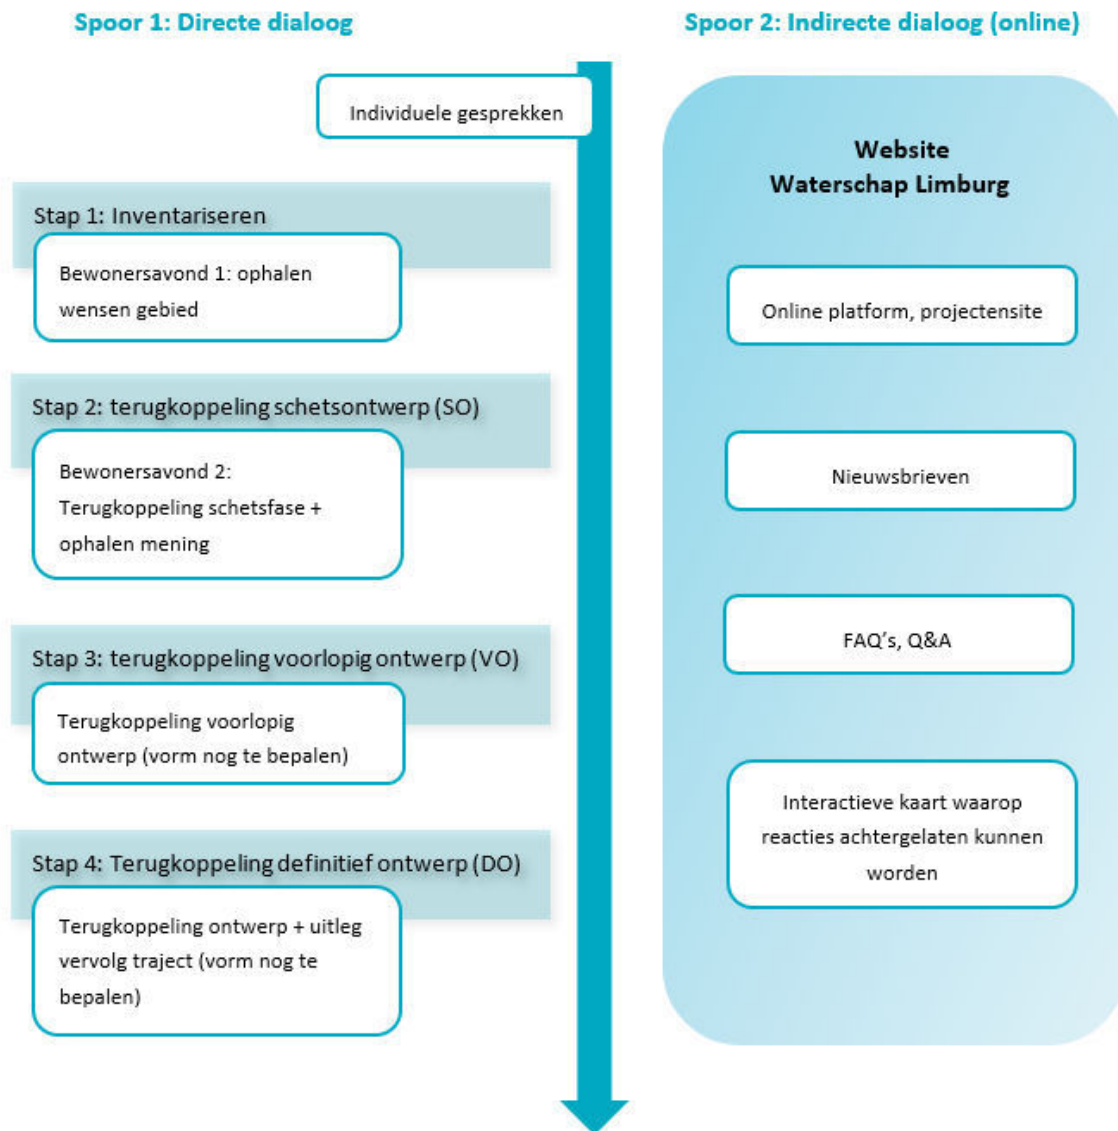 Spoor 1: Directe dialoog
Individuele gesprekken
Stap 1: Inventariseren
Bewonersavond 1: ophalen
wensen gebied
Stap 2: terugkoppeling schetsontwerp (SO)
Bewonersavond 2:
Terugkoppeling schetsfase +
ophalen mening
Stap 3: terugkoppeling voorlopig ontwerp (VO)
Terugkoppeling voorlopig
ontwerp (vorm nog te bepalen)
Stap 4: Terugkoppeling definitief ontwerp (DO)
Terugkoppeling ontwerp + uitleg
vervolg traject (vorm nog te
bepalen)
Spoor 2: Indirecte dialoog (online)
Website
Waterschap Limburg
Online platform, projectensite
Nieuwsbrieven
FAQ’s, Q&A
Interactieve kaart waarop
reacties achtergelaten kunnen
worden